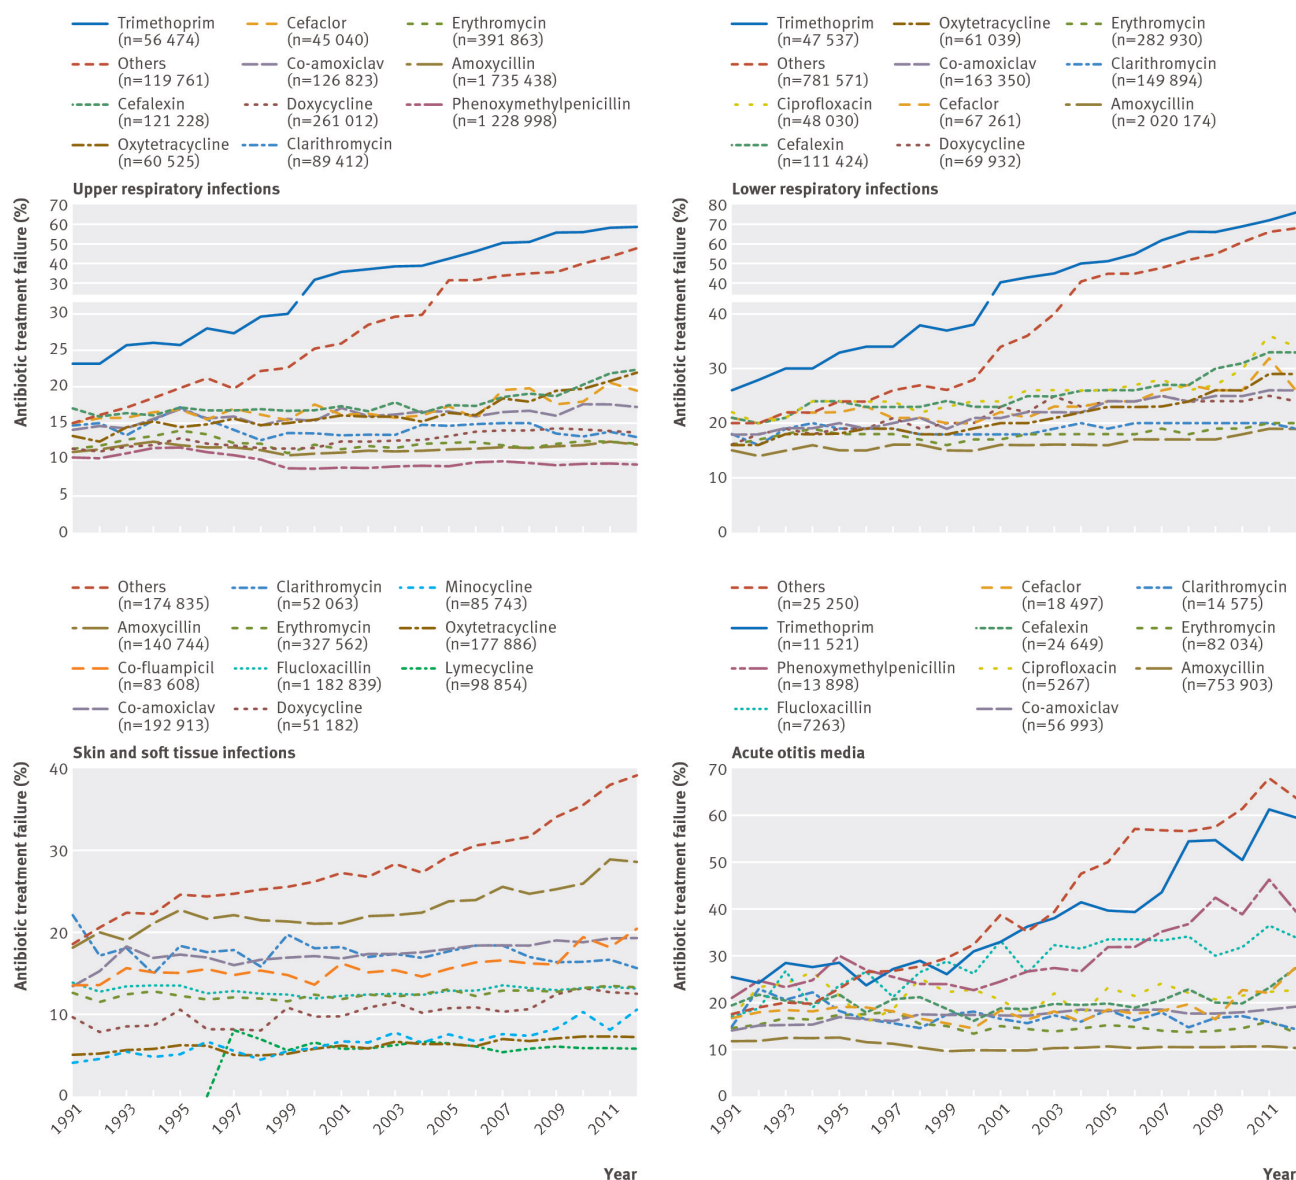 Trimethoprim
(n=56 474)
Cefaclor
(n=45 040)
Erythromycin
(n=391 863)
Others
(n=119 761)
Co-amoxiclav
(n=126 823)
Amoxycillin
(n=1 735 438)
Cefalexin
(n=121 228)
Doxycycline
(n=261 012)
Phenoxymethylpenicillin
(n=1 228 998)
Oxytetracycline
(n=60 525)
Clarithromycin
(n=89 412)
Upper respiratory infections
Antibiotic treatment failure (%)
70
60
50
40
30
30
25
20
15
10
5
0
Trimethoprim
(n=47 537)
Oxytetracycline
(n=61 039)
Erythromycin
(n=282 930)
Others
(n=781 571)
Co-amoxiclav
(n=163 350)
Clarithromycin
(n=149 894)
Ciprofloxacin
(n=48 030)
Cefaclor
(n=67 261)
Amoxycillin
(n=2 020 174)
Cefalexin
(n=111 424)
Doxycycline
(n=69 932)
Lower respiratory infections
Antibiotic treatment failure (%)
80
70
60
50
40
40
30
20
10
0
Others
(n=174 835)
Clarithromycin
(n=52 063)
Minocycline
(n=85 743)
Amoxycillin
(n=140 744)
Erythromycin
(n=327 562)
Oxytetracycline
(n=177 886)
Co-fluampicil
(n=83 608)
Flucloxacillin
(n=1 182 839)
Lymecycline
(n=98 854)
Co-amoxiclav
(n=192 913)
Doxycycline
(n=51 182)
Skin and soft tissue infections
Antibiotic treatment failure (%)
40
30
20
10
0
1991
1993
1995
1997
1999
2001
2003
2005
2007
2009
2011
Year
Others
(n=25 250)
Cefaclor
(n=18 497)
Clarithromycin
(n=14 575)
Trimethoprim
(n=11 521)
Cefalexin
(n=24 649)
Erythromycin
(n=82 034)
Phenoxymethylpenicillin
(n=13 898)
Ciprofloxacin
(n=5267)
Amoxycillin
(n=753 903)
Flucloxacillin
(n=7263)
Co-amoxiclav
(n=56 993)
Acute otitis media
Antibiotic treatment failure (%)
70
60
50
40
30
20
10
0
1991
1993
1995
1997
1999
2001
2003
2005
2007
2009
2011
Year